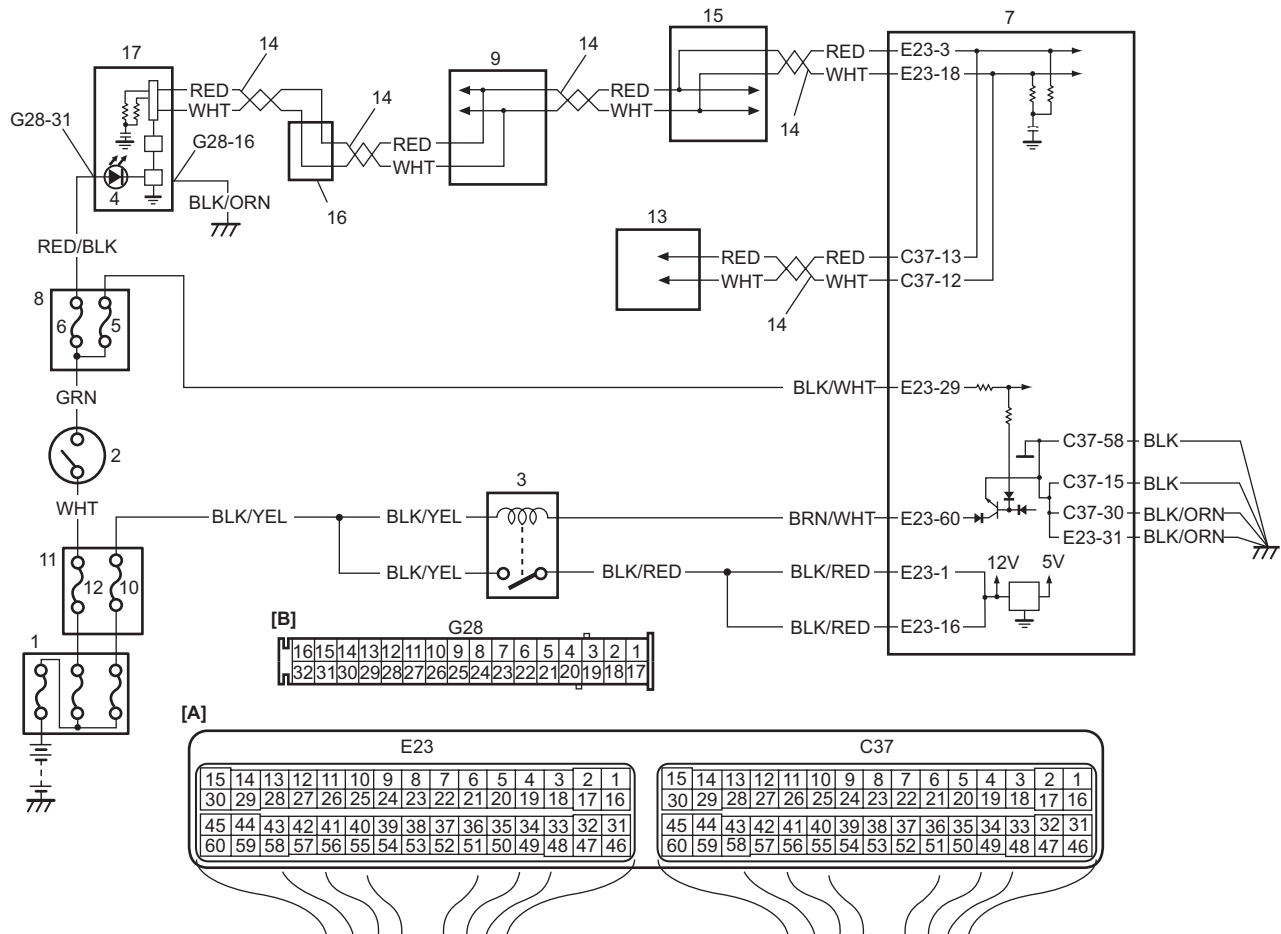 15
7
14
17
14
9
14
RED
E23-3
RED
WHT
E23-18
RED
WHT
14
RED
WHT
G28-31
G28-16
14
RED
WHT
4
BLK/ORN
16
13
RED/BLK
RED
RED
C37-13
WHT
WHT
C37-12
8
6
5
14
GRN
BLK/WHT
E23-29
2
C37-58
BLK
3
C37-15
BLK
WHT
BLK/YEL
BLK/YEL
BRN/WHT
E23-60
C37-30
BLK/ORN
E23-31
BLK/ORN
11
12
10
BLK/YEL
BLK/RED
BLK/RED
E23-1
12V
5V
[B]
G28
BLK/RED
E23-16
1
16 15 14 13 12 11 10 9 8 7 6 5 4 3 2 1
32 31 30 29 28 27 26 25 24 23 22 21 20 19 18 17
[A]
E23
C37
15 14 13 12 11 10 9 8 7 6 5 4 3 2 1
30 29 28 27 26 25 24 23 22 21 20 19 18 17 16
45 44 43 42 41 40 39 38 37 36 35 34 33 32 31
60 59 58 57 56 55 54 53 52 51 50 49 48 47 46
15 14 13 12 11 10 9 8 7 6 5 4 3 2 1
30 29 28 27 26 25 24 23 22 21 20 19 18 17 16
45 44 43 42 41 40 39 38 37 36 35 34 33 32 31
60 59 58 57 56 55 54 53 52 51 50 49 48 47 46